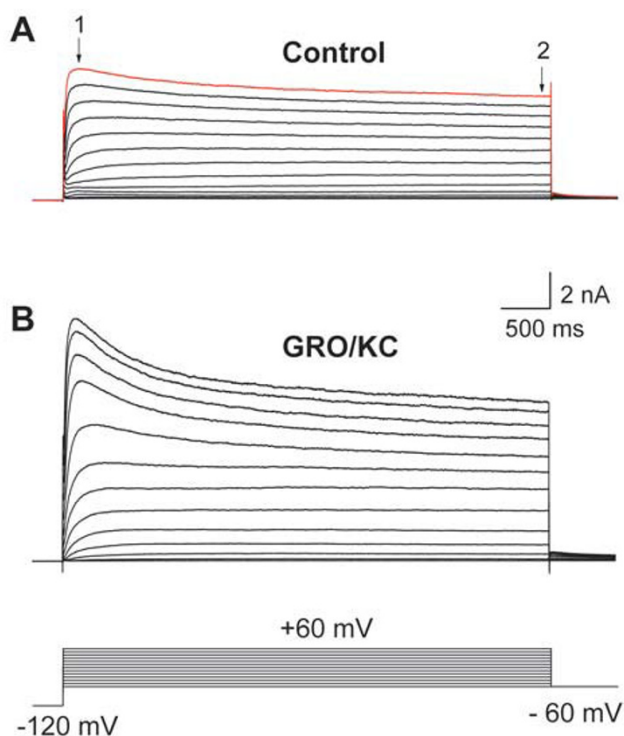 A
1
Control
2
2 nA
500 ms
B
GRO/KC
+60 mV
-120 mV
- 60 mV